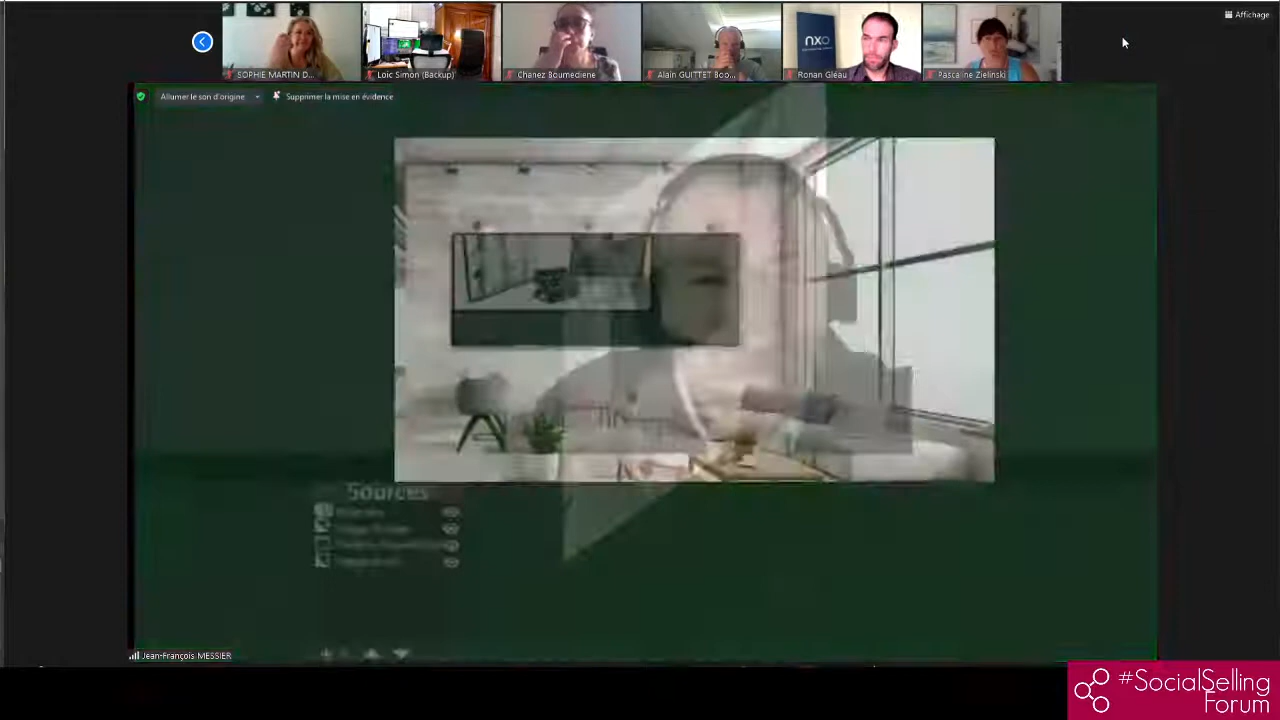 Affichage
nxo
SOPHIE MARTIN D...
Loïc Simon (Backup)
Chanez Boumediene
Alain GUITTET Boo...
Ronan Gléau
Pascaline Zielinski
Allumer le son d'origine
Supprimer la mise en évidence
Sources
Jean-François MESSIER
#SocialSelling
Forum